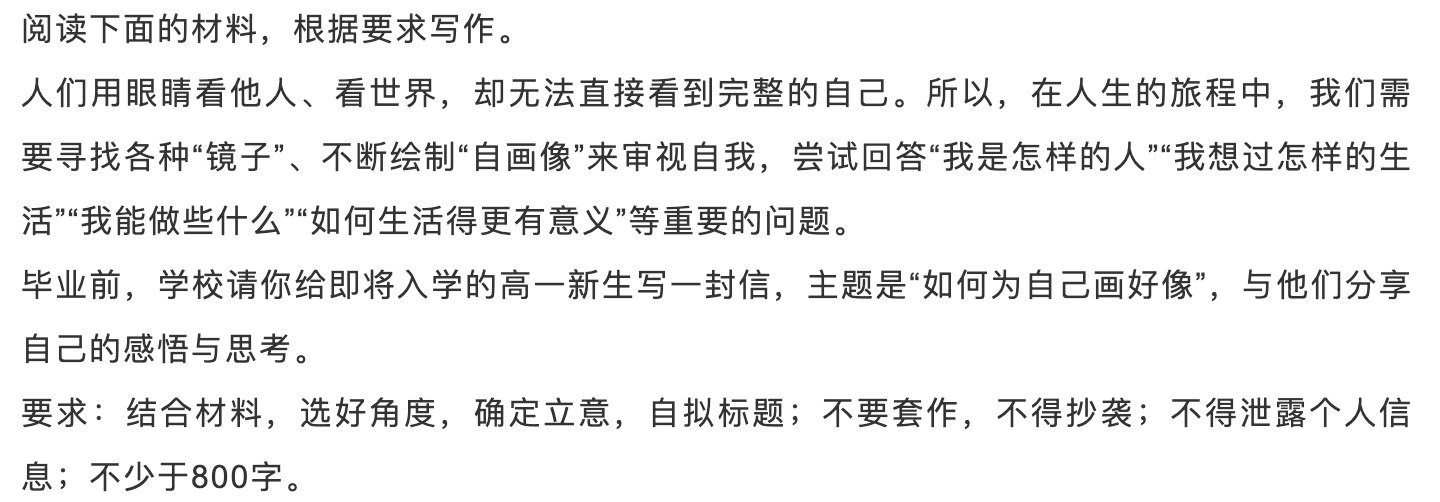 阅读下面的材料，根据要求写作。
人们用眼睛看他人、看世界，却无法直接看到完整的自己。所以，在人生的旅程中，我们需
要寻找各种“镜子”、不断绘制“自画像”来审视自我，尝试回答“我是怎样的人”“我想过怎样的生
活”“我能做些什么”“如何生活得更有意义”等重要的问题。
毕业前，学校请你给即将入学的高一新生写一封信，主题是“如何为自己画好像”，与他们分享
自己的感悟与思考。
要求：结合材料，选好角度，确定立意，自拟标题；不要套作，不得抄袭；不得泄露个人信
息；不少于800字。